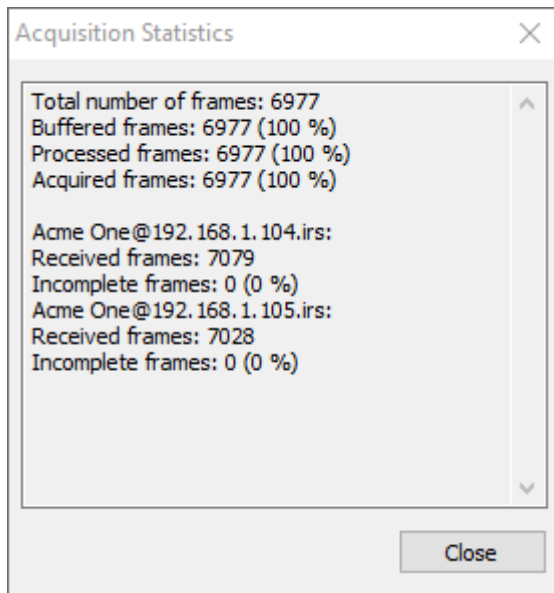 Acquisition Statistics
Total number of frames: 6977
Buffered frames: 6977 (100 %)
Processed frames: 6977 (100 %)
Acquired frames: 6977 (100 %)
Acme One@192.168.1.104.irs:
Received frames: 7079
Incomplete frames: 0 (0 %)
Acme One@192.168.1.105.irs:
Received frames: 7028
Incomplete frames: 0 (0 %)
Close